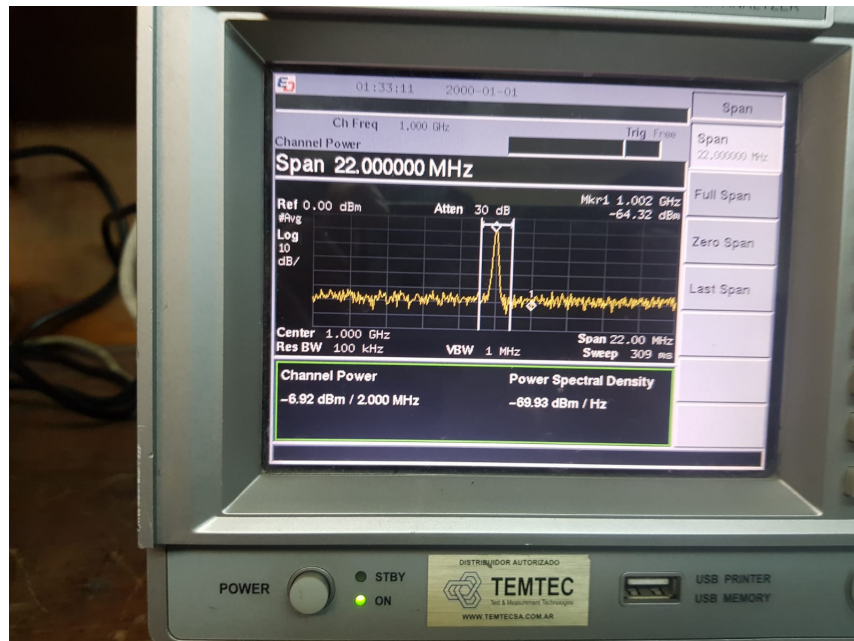 ANALYZER
01:33:11 2000-01-01
Span
Ch Freq 1.000 GHz
Trig Free
Channel Power
Span 22.000000 MHz
Span
22.000000 MHz
Full Span
Zero Span
Last Span
Ref 0.00 dBm
Atten 30 dB
Mkr1 1.002 GHz
-64.32 dBm
#Avg
Log
10
dB/
1
Center 1.000 GHz
Span 22.00 MHz
Res BW 100 kHz
VBW 1 MHz
Sweep 309 ms
Channel Power
Power Spectral Density
-6.92 dBm / 2.000 MHz
-69.93 dBm / Hz
POWER
STBY
ON
DISTRIBUIDOR AUTORIZADO
TEMTEC
Test & Measurement Technologies
WWW.TEMTECSA.COM.AR
USB PRINTER
USB MEMORY